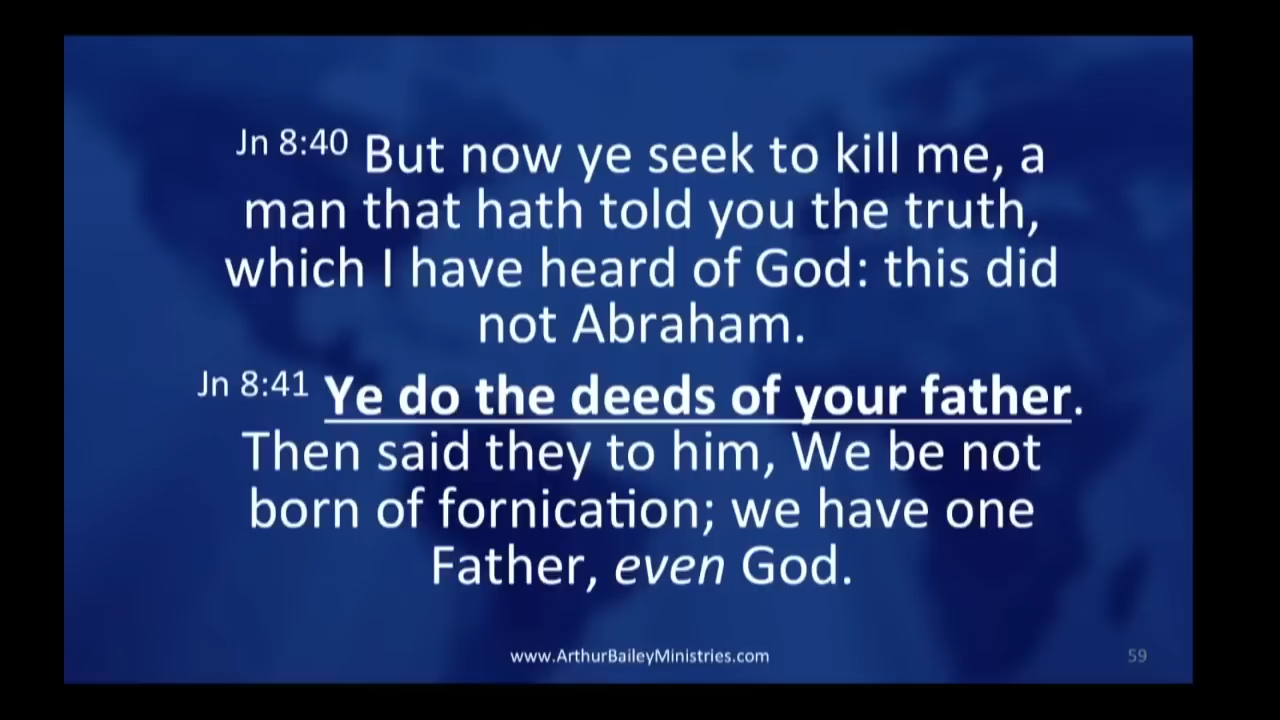 Jn 8:40 But now ye seek to kill me, a
man that hath told you the truth,
which I have heard of God: this did
not Abraham.
Jn 8:41 Ye do the deeds of your father.
Then said they to him, We be not
born of fornication; we have one
Father, even God.
www.ArthurBaileyMinistries.com
59